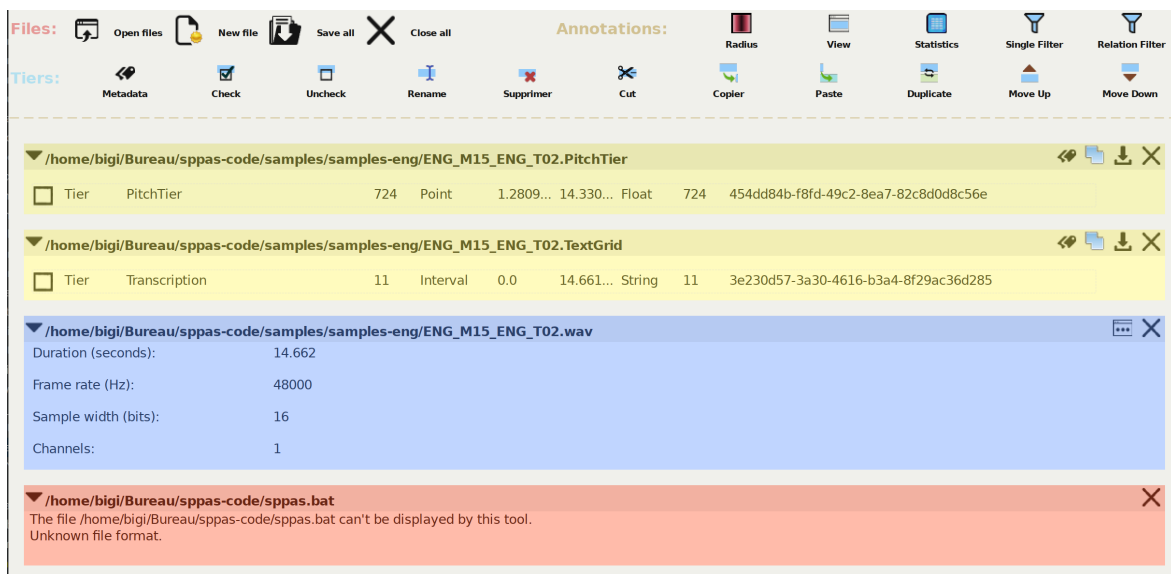 Files: Open files New file Save all Close all Annotations: Radius View Statistics Single Filter Relation Filter
Tiers: Metadata Check Uncheck Rename Supprimer Cut Copier Paste Duplicate Move Up Move Down
/home/bigi/Bureau/sppas-code/samples/samples-eng/ENG_M15_ENG_T02.PitchTier
Tier PitchTier 724 Point 1.2809... 14.330... Float 724 454dd84b-f8fd-49c2-8ea7-82c8d0d8c56e
/home/bigi/Bureau/sppas-code/samples/samples-eng/ENG_M15_ENG_T02.TextGrid
Tier Transcription 11 Interval 0.0 14.661... String 11 3e230d57-3a30-4616-b3a4-8f29ac36d285
/home/bigi/Bureau/sppas-code/samples/samples-eng/ENG_M15_ENG_T02.wav
Duration (seconds): 14.662
Frame rate (Hz): 48000
Sample width (bits): 16
Channels: 1
/home/bigi/Bureau/sppas-code/sppas.bat
The file /home/bigi/Bureau/sppas-code/sppas.bat can't be displayed by this tool.
Unknown file format.